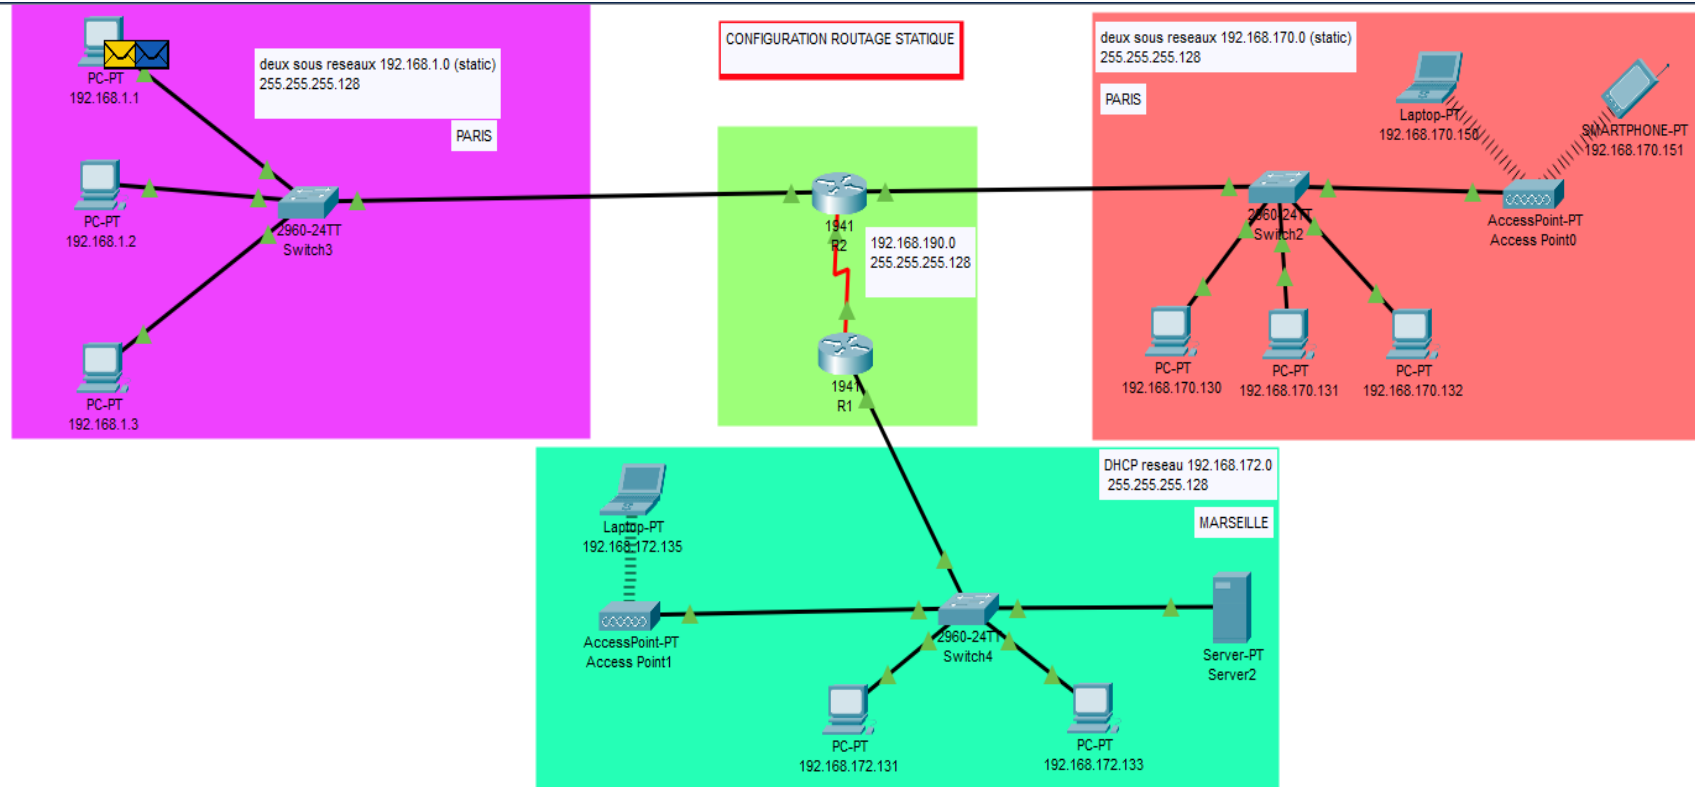 PC-PT
192.168.1.1
deux sous reseaux 192.168.1.0 (static)
255.255.255.128
PARIS
PC-PT
192.168.1.2
2960-24TT
Switch3
PC-PT
192.168.1.3
CONFIGURATION ROUTAGE STATIQUE
1941
R2
192.168.190.0
255.255.255.128
1941
R1
deux sous reseaux 192.168.170.0 (static)
255.255.255.128
PARIS
Laptop-PT
192.168.170.150
SMARTPHONE-PT
192.168.170.151
2960-24TT
Switch2
AccessPoint-PT
Access Point0
PC-PT
192.168.170.130
PC-PT
192.168.170.131
PC-PT
192.168.170.132
DHCP reseau 192.168.172.0
255.255.255.128
MARSEILLE
Laptop-PT
192.168.172.135
AccessPoint-PT
Access Point1
2960-24TT
Switch4
Server-PT
Server2
PC-PT
192.168.172.131
PC-PT
192.168.172.133